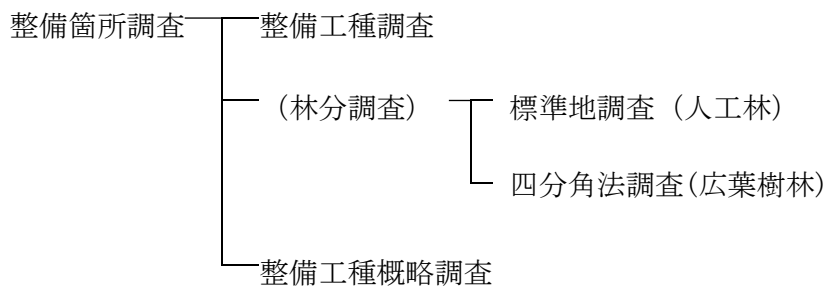 整備箇所調査 整備工種調査
（林分調査） 標準地調査（人工林）
四分角法調査(広葉樹林)
整備工種概略調査